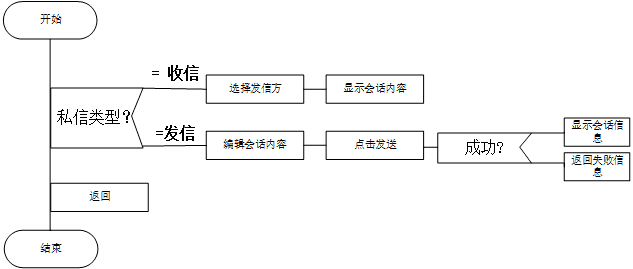 开始
= 收信
选择发信方
显示会话内容
私信类型？
=发信
编辑会话内容
点击发送
成功？
显示会话信
息
返回失败信
息
返回
结束